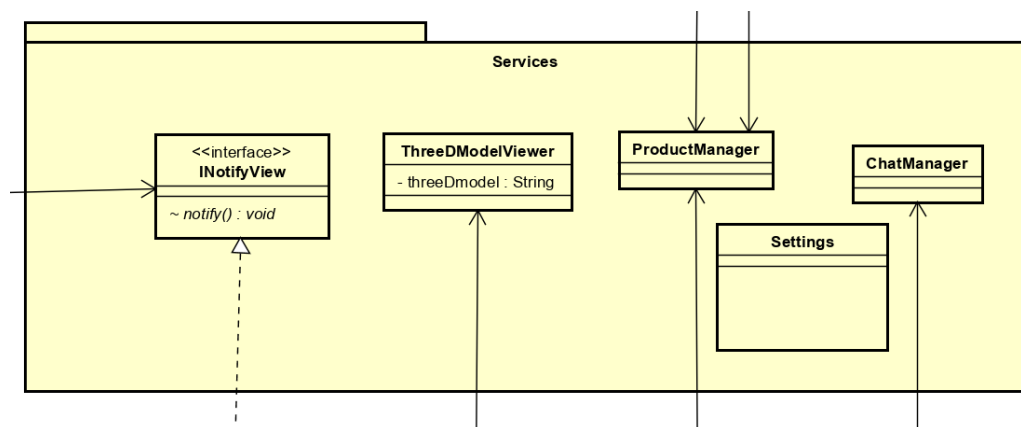 Services
<<interface>>
INotifyView
~ notify() : void
ThreeDModelViewer
- threeDmodel : String
ProductManager
ChatManager
Settings